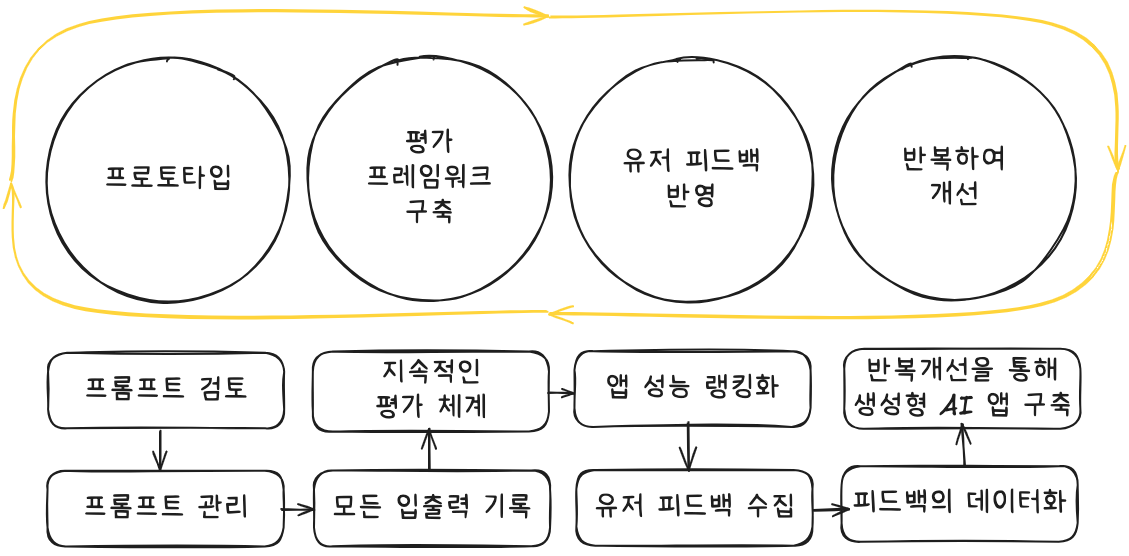 프로토타입
평가
프레임워크
구축
유저 피드백
반영
반복하여
개선
프롬프트 검토
프롬프트 관리
지속적인
평가 체계
모든 입출력 기록
앱 성능 랭킹화
유저 피드백 수집
반복개선을 통해
생성형 AI 앱 구축
피드백의 데이터화